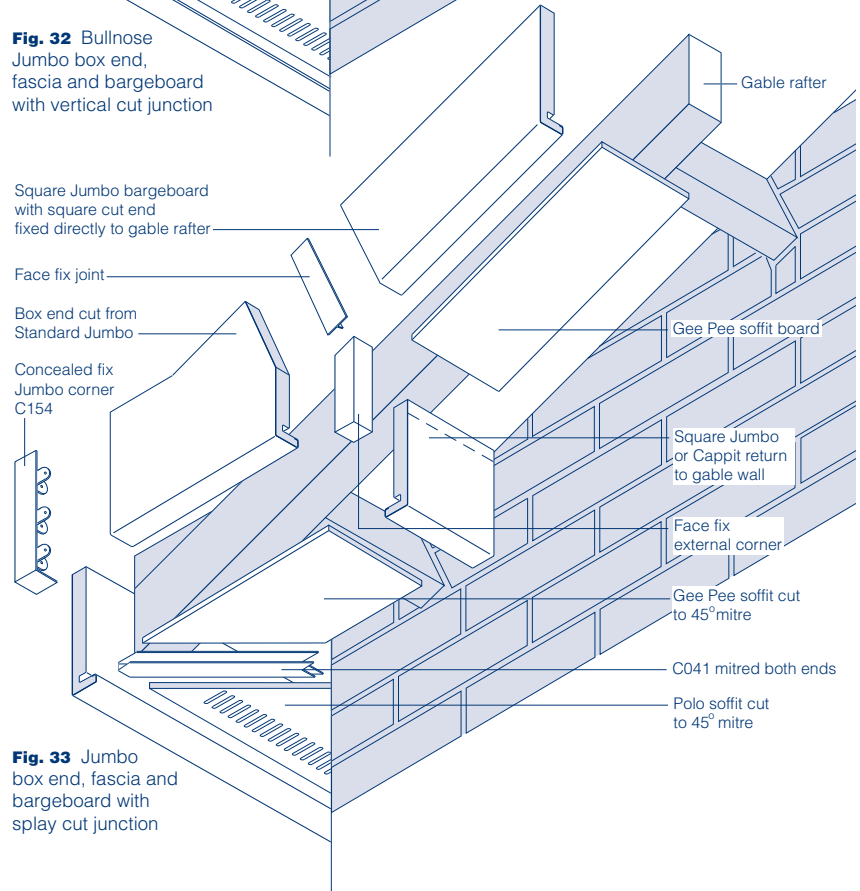 Fig. 32 Bullnose
Jumbo box end,
fascia and bargeboard
with vertical cut junction
Gable rafter
Square Jumbo bargeboard
with square cut end
fixed directly to gable rafter
Face fix joint
Box end cut from
Standard Jumbo
Concealed fix
Jumbo corner
C154
Gee Pee soffit board
Square Jumbo
or Cappit return
to gable wall
Face fix
external corner
Gee Pee soffit cut
to 45° mitre
C041 mitred both ends
Polo soffit cut
to 45° mitre
Fig. 33 Jumbo
box end, fascia and
bargeboard with
splay cut junction